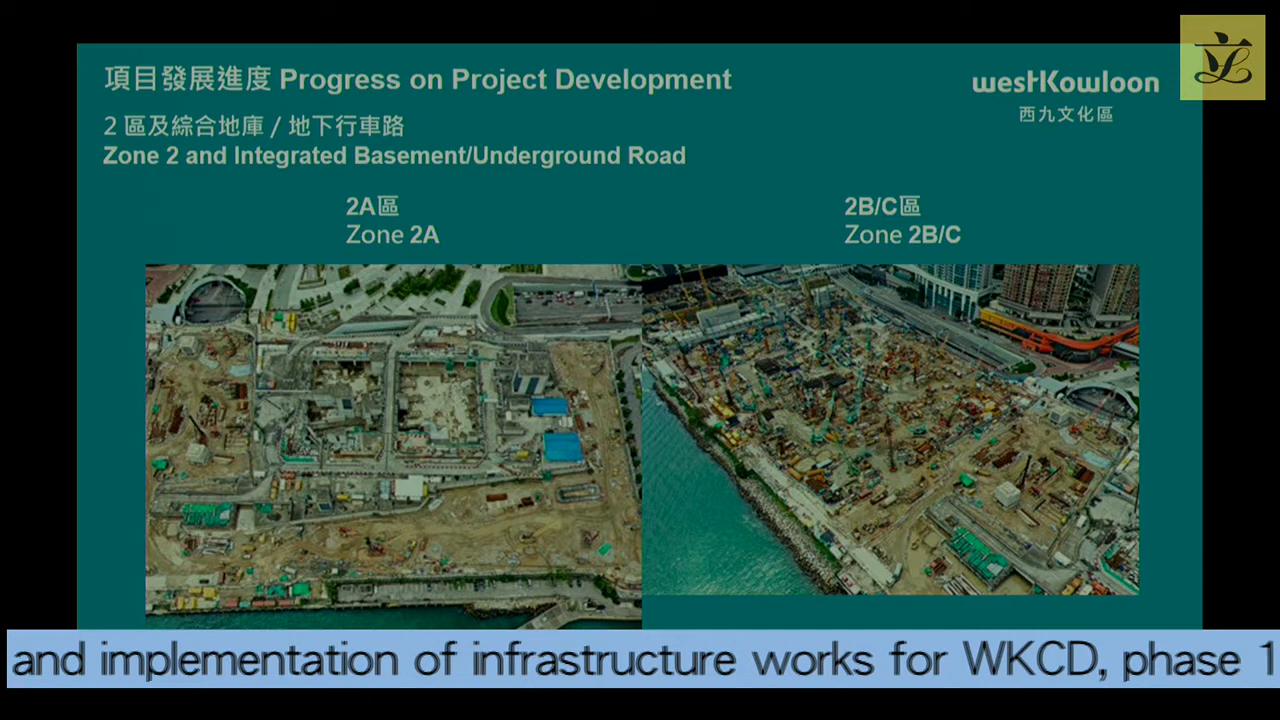 項目發展進度 Progress on Project Development
westKowloon
西九文化區
2 區及綜合地庫 / 地下行車路
Zone 2 and Integrated Basement/Underground Road
2A區
Zone 2A
2B/C區
Zone 2B/C
and implementation of infrastructure works for WKCD, phase 1